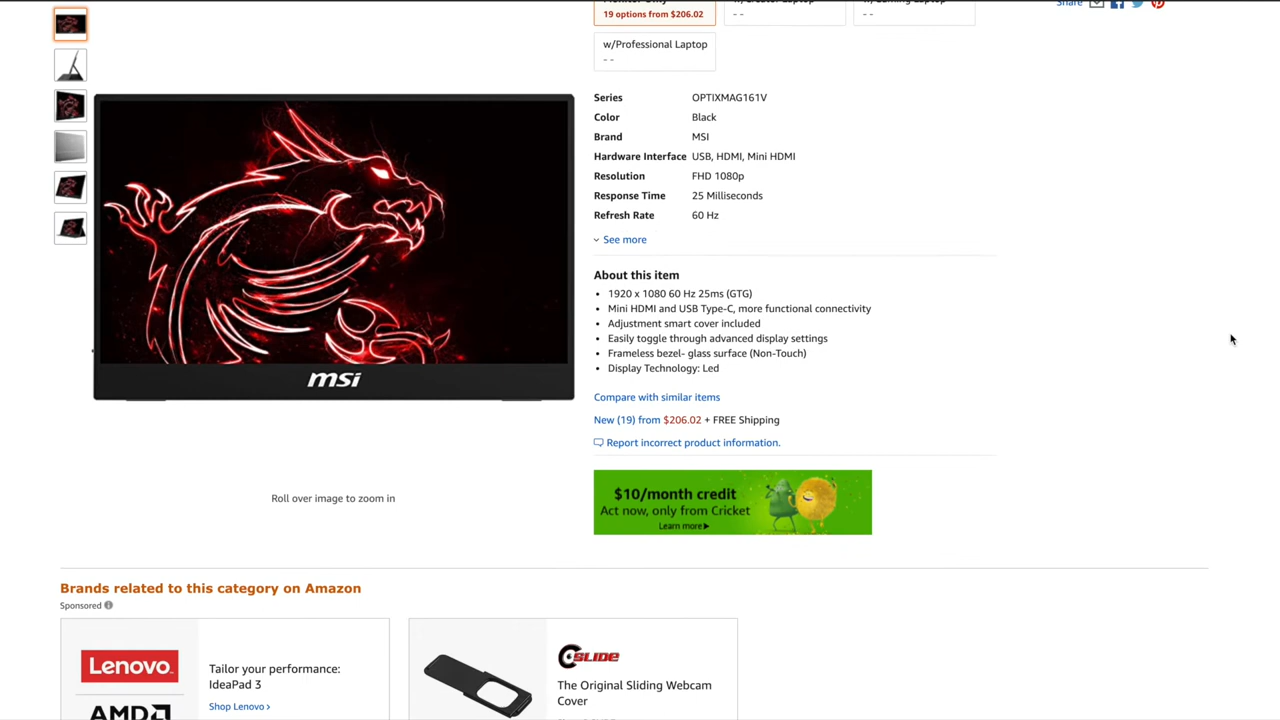 19 options from $206.02
- -
- -
Share
w/Professional Laptop
- -
Series OPTIXMAG161V
Color Black
Brand MSI
Hardware Interface USB, HDMI, Mini HDMI
Resolution FHD 1080p
Response Time 25 Milliseconds
Refresh Rate 60 Hz
See more
msi
About this item
• 1920 x 1080 60 Hz 25ms (GTG)
• Mini HDMI and USB Type-C, more functional connectivity
• Adjustment smart cover included
• Easily toggle through advanced display settings
• Frameless bezel- glass surface (Non-Touch)
• Display Technology: Led
Compare with similar items
New (19) from $206.02 + FREE Shipping
Report incorrect product information.
Roll over image to zoom in
$10/month credit
Act now, only from Cricket
Learn more▶
Brands related to this category on Amazon
Sponsored
Lenovo
AMD
Tailor your performance:
IdeaPad 3
Shop Lenovo ›
C-SLIDE
The Original Sliding Webcam
Cover